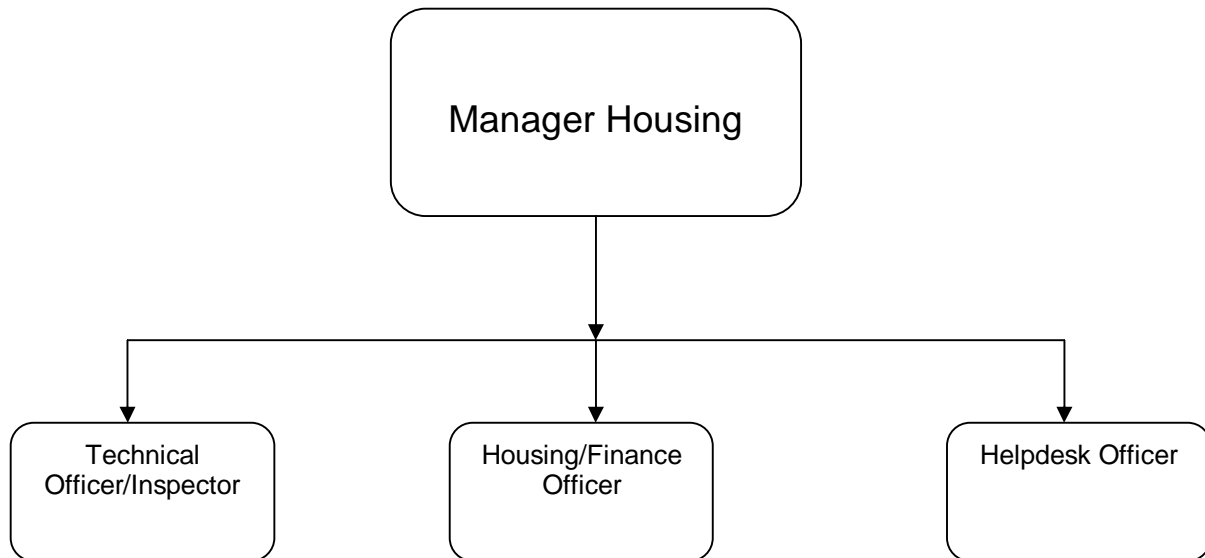 Manager Housing
Technical
Officer/Inspector
Housing/Finance
Officer
Helpdesk Officer